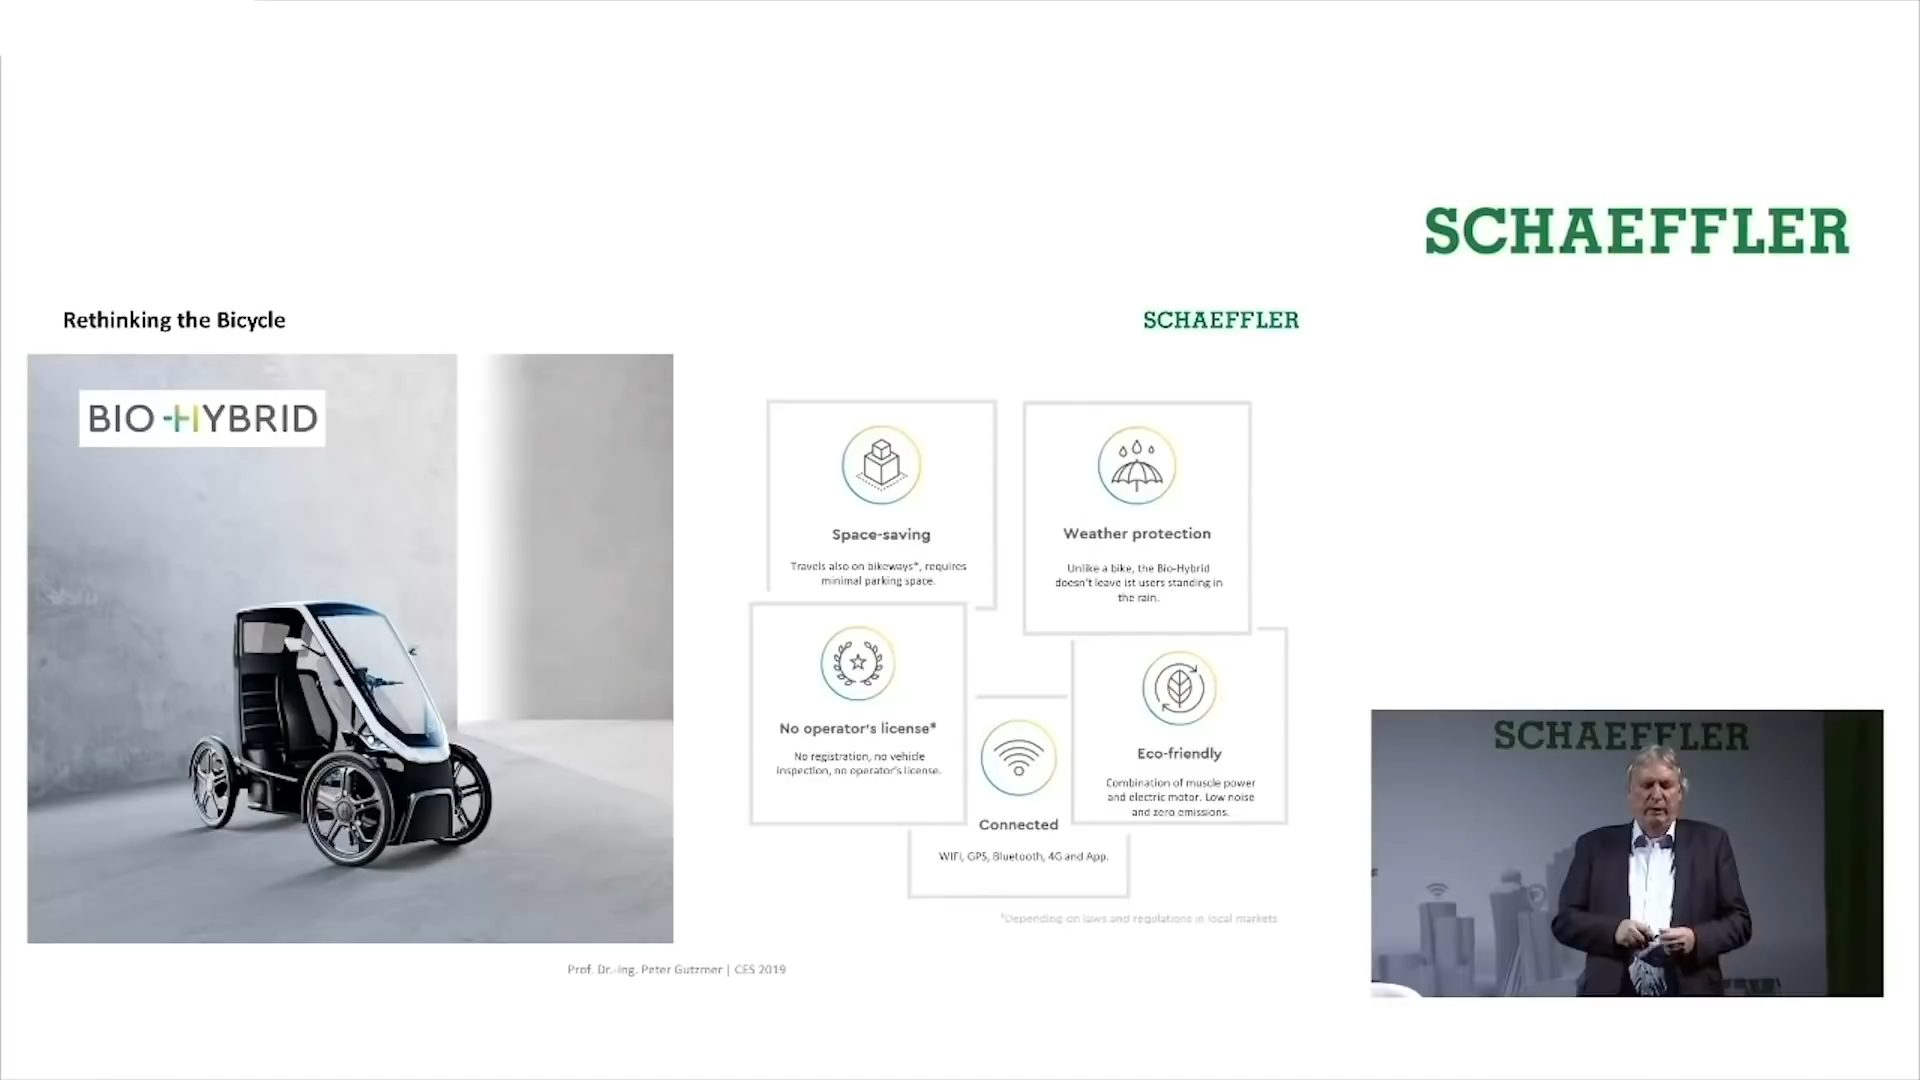 SCHAEFFLER
Rethinking the Bicycle
SCHAEFFLER
BIO-HYBRID
Space-saving
Travels also on bikeways*, requires
minimal parking space.
Weather protection
Unlike a bike, the Bio-Hybrid
doesn't leave ist users standing in
the rain.
No operator's license*
No registration, no vehicle
inspection, no operator's license.
Eco-friendly
Combination of muscle power
and electric motor. Low noise
and zero emissions.
Connected
WIFI, GPS, Bluetooth, 4G and App.
*Depending on laws and regulations in local markets
Prof. Dr.-Ing. Peter Gutzmer | CES 2019
SCHAEFFLER